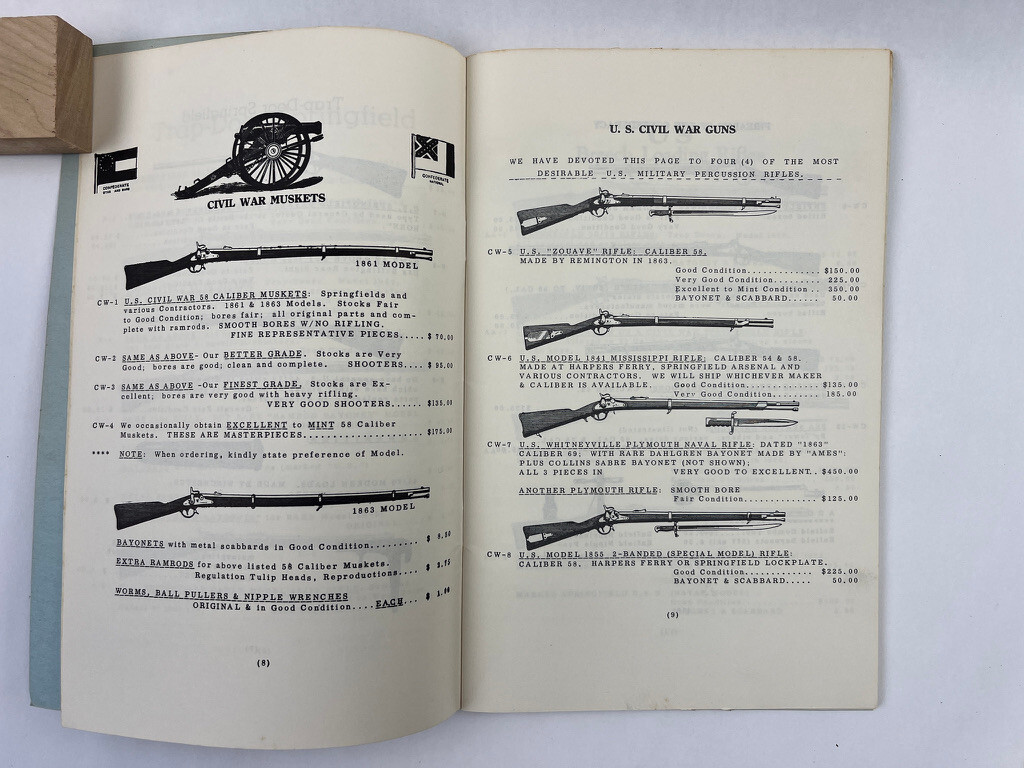 CONFEDERATE
STAR AND BARS
CONFEDERATE
NATIONAL
CIVIL WAR MUSKETS
1861 MODEL
CW-1 U.S. CIVIL WAR 58 CALIBER MUSKETS: Springfields and
various Contractors. 1861 & 1863 Models. Stocks Fair
to Good Condition; bores fair; all original parts and com-
plete with ramrods. SMOOTH BORES W/NO RIFLING.
FINE REPRESENTATIVE PIECES.....$ 70.00
CW-2 SAME AS ABOVE- Our BETTER GRADE. Stocks are Very
Good; bores are good; clean and complete. SHOOTERS....$ 95.00
CW-3 SAME AS ABOVE -Our FINEST GRADE. Stocks are Ex-
cellent; bores are very good with heavy rifling.
VERY GOOD SHOOTERS......$135.00
CW-4 We occasionally obtain EXCELLENT to MINT 58 Caliber
Muskets. THESE ARE MASTERPIECES....................$175.00
**** NOTE: When ordering, kindly state preference of Model.
1863 MODEL
BAYONETS with metal scabbards in Good Condition......... $ 8.50
EXTRA RAMRODS for above listed 58 Caliber Muskets.
Regulation Tulip Heads, Reproductions.... $ 3.75
WORMS, BALL PULLERS & NIPPLE WRENCHES
ORIGINAL & in Good Condition....EACH... $ 1.00
(8)
U. S. CIVIL WAR GUNS
WE HAVE DEVOTED THIS PAGE TO FOUR (4) OF THE MOST
DESIRABLE U.S. MILITARY PERCUSSION RIFLES.
CW-5 U.S. "ZOUAVE" RIFLE: CALIBER 58.
MADE BY REMINGTON IN 1863.
Good Condition............. $150.00
Very Good Condition........ 225.00
Excellent to Mint Condition . 350.00
BAYONET & SCABBARD...... 50.00
CW-6 U.S. MODEL 1841 MISSISSIPPI RIFLE: CALIBER 54 & 58.
MADE AT HARPERS FERRY, SPRINGFIELD ARSENAL AND
VARIOUS CONTRACTORS. WE WILL SHIP WHICHEVER MAKER
& CALIBER IS AVAILABLE. Good Condition........$135.00
Very Good Condition.. 185.00
CW-7 U.S. WHITNEYVILLE PLYMOUTH NAVAL RIFLE: DATED "1863"
CALIBER 69; WITH RARE DAHLGREN BAYONET MADE BY "AMES";
PLUS COLLINS SABRE BAYONET (NOT SHOWN);
ALL 3 PIECES IN VERY GOOD TO EXCELLENT.. $450.00
ANOTHER PLYMOUTH RIFLE: SMOOTH BORE
Fair Condition........$125.00
CW-8 U.S. MODEL 1855 2-BANDED (SPECIAL MODEL) RIFLE:
CALIBER 58. HARPERS FERRY OR SPRINGFIELD LOCKPLATE.
Good Condition............. $225.00
BAYONET & SCABBARD..... 50.00
(9)